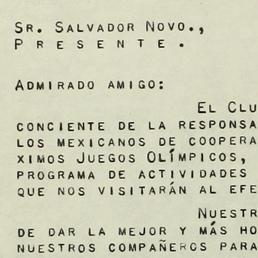 SR. SALVADOR NOVO.,
PRESENTE.
ADMIRADO AMIGO:
EL CLU
CONCIENTE DE LA RESPONSA
LOS MEXICANOS DE COOPERA
XIMOS JUEGOS OLÍMPICOS,
PROGRAMA DE ACTIVIDADES
QUE NOS VISITARÁN AL EFE
NUESTR
DE DAR LA MEJOR Y MÁS HO
NUESTROS COMPAÑEROS PARA